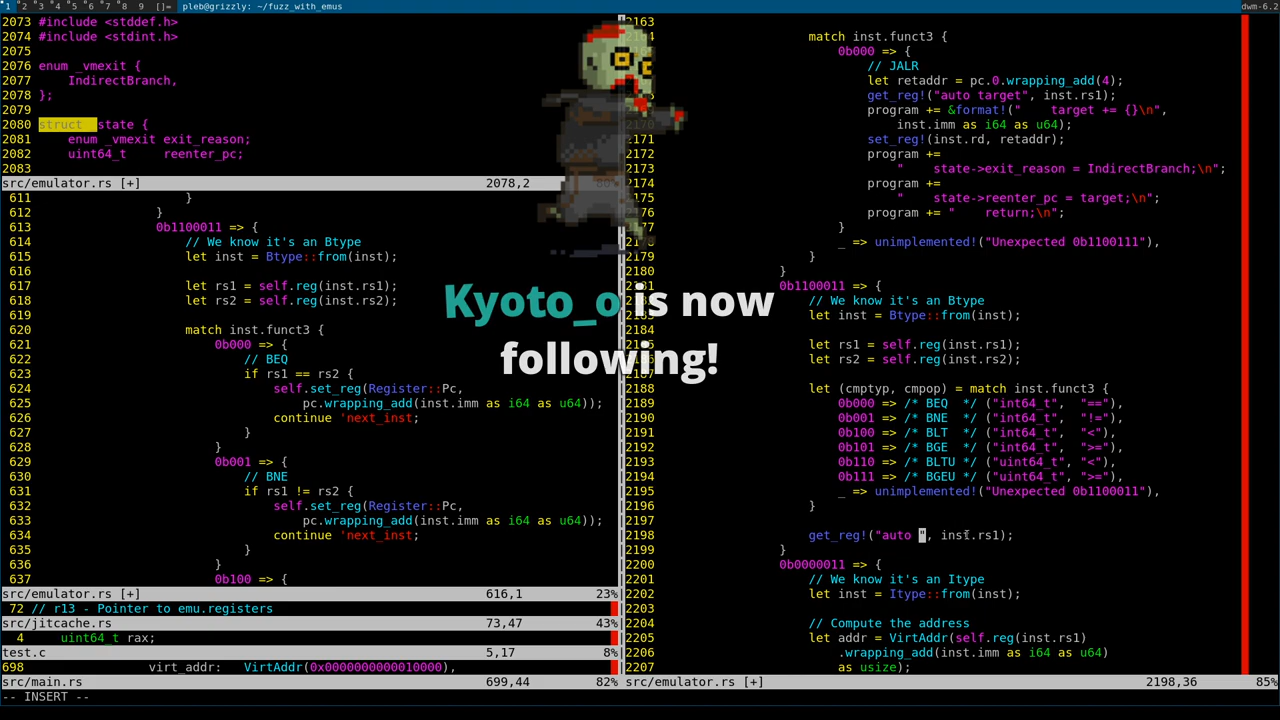 1 2 3 4 5 6 7 8 9 []= pleb@grizzly: ~/fuzz_with_emus dwm-6.2
2073 #include <stddef.h>
2074 #include <stdint.h>
2075
2076 enum _vmexit {
2077     IndirectBranch,
2078 };
2079
2080 struct _state {
2081     enum _vmexit exit_reason;
2082     uint64_t     reenter_pc;
2083
src/emulator.rs [+] 2078,2
611 }
612 }
613 0b1100011 => {
614 // We know it's an Btype
615 let inst = Btype::from(inst);
616
617 let rs1 = self.reg(inst.rs1);
618 let rs2 = self.reg(inst.rs2);
619
620 match inst.funct3 {
621 0b000 => {
622 // BEQ
623 if rs1 == rs2 {
624 self.set_reg(Register::Pc,
625 pc.wrapping_add(inst.imm as i64 as u64));
626 continue 'next_inst;
627 }
628 }
629 0b001 => {
630 // BNE
631 if rs1 != rs2 {
632 self.set_reg(Register::Pc,
633 pc.wrapping_add(inst.imm as i64 as u64));
634 continue 'next_inst;
635 }
636 }
637 0b100 => {
src/emulator.rs [+] 616,1 23%
72 // r13 - Pointer to emu.registers
src/jitcache.rs 73,47 43%
4 uint64_t rax;
test.c 5,17 8%
698 virt_addr: VirtAddr(0x0000000000010000),
src/main.rs 699,44 82%
-- INSERT --
Kyoto_o is now
following!
2163
match inst.funct3 {
0b000 => {
// JALR
let retaddr = pc.0.wrapping_add(4);
get_reg!("auto target", inst.rs1);
program += &format!("    target += {}\n",
inst.imm as i64 as u64);
2171 set_reg!(inst.rd, retaddr);
2172 program +=
2173 "    state->exit_reason = IndirectBranch;\n";
2174 program +=
"    state->reenter_pc = target;\n";
program += "    return;\n";
}
_ => unimplemented!("Unexpected 0b1100111"),
2179 }
2180 }
0b1100011 => {
// We know it's an Btype
let inst = Btype::from(inst);
2184
let rs1 = self.reg(inst.rs1);
let rs2 = self.reg(inst.rs2);
2188 let (cmptyp, cmpop) = match inst.funct3 {
2189 0b000 => /* BEQ  */ ("int64_t",  "=="),
2190 0b001 => /* BNE  */ ("int64_t",  "!="),
2191 0b100 => /* BLT  */ ("int64_t",  "<"),
2192 0b101 => /* BGE  */ ("int64_t",  ">="),
2193 0b110 => /* BLTU */ ("uint64_t", "<"),
2194 0b111 => /* BGEU */ ("uint64_t", ">="),
2195 _ => unimplemented!("Unexpected 0b1100011"),
2196 }
2197
2198 get_reg!("auto ", inst.rs1);
2199 }
2200 0b0000011 => {
2201 // We know it's an Itype
2202 let inst = Itype::from(inst);
2203
2204 // Compute the address
2205 let addr = VirtAddr(self.reg(inst.rs1)
2206 .wrapping_add(inst.imm as i64 as u64)
2207 as usize);
src/emulator.rs [+] 2198,36 85%